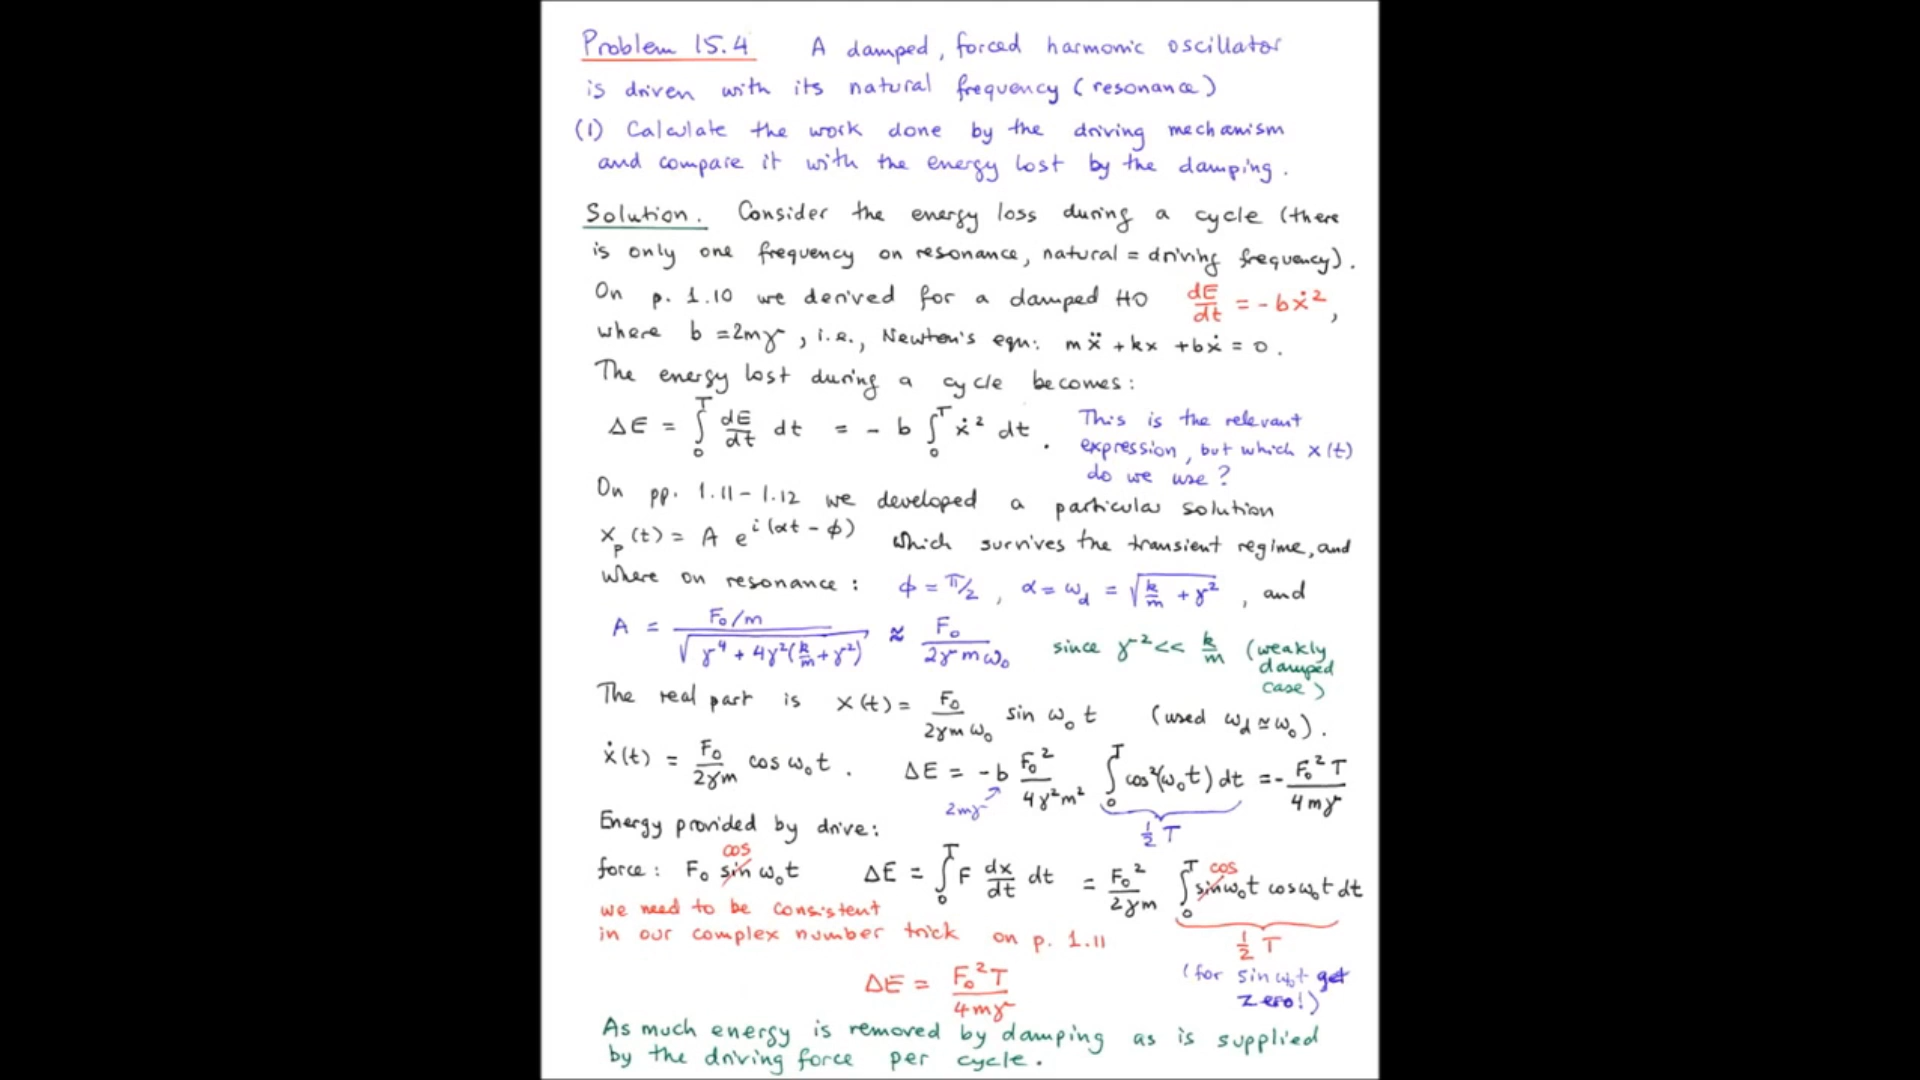 Problem 15.4 A damped, forced harmonic oscillator
is driven with its natural frequency (resonance)
(1) Calculate the work done by the driving mechanism
and compare it with the energy lost by the damping.
Solution. Consider the energy loss during a cycle (there
is only one frequency on resonance, natural = driving frequency).
On p. 1.10 we derived for a damped HO dE/dt = -bẋ²,
where b = 2mγ, i.e., Newton's eqn: mẍ + kx + bẋ = 0.
The energy lost during a cycle becomes:
ΔE = ∫₀ᵀ dE/dt dt = - b ∫₀ᵀ ẋ² dt.
This is the relevant
expression, but which x(t)
do we use?
On pp. 1.11-1.12 we developed a particular solution
xₚ(t) = A e^{i(αt - ϕ)} which survives the transient regime, and
where on resonance: ϕ = π/2, α = ω_d = √(k/m + γ²), and
A = F₀/m / √(γ⁴ + 4γ²(k/m + γ²)) ≈ F₀ / 2γmω₀ since γ² << k/m (weakly
damped
case)
The real part is x(t) = F₀/2γmω₀ sin ω₀t (used ω_d ≃ ω₀).
ẋ(t) = F₀/2γm cos ω₀t. ΔE = -b F₀²/4γ²m² ∫₀ᵀ cos²(ω₀t) dt = - F₀²T/4mγ
2mγ
½ T
Energy provided by drive:
cos
force: F₀ sin ω₀t ΔE = ∫₀ᵀ F dx/dt dt = F₀²/2γm ∫₀ᵀ sin ω₀t cos ω₀t dt
cos
we need to be consistent
in our complex number trick on p. 1.11
½ T
(for sin ω₀t get
zero!)
ΔE = F₀²T/4mγ
As much energy is removed by damping as is supplied
by the driving force per cycle.